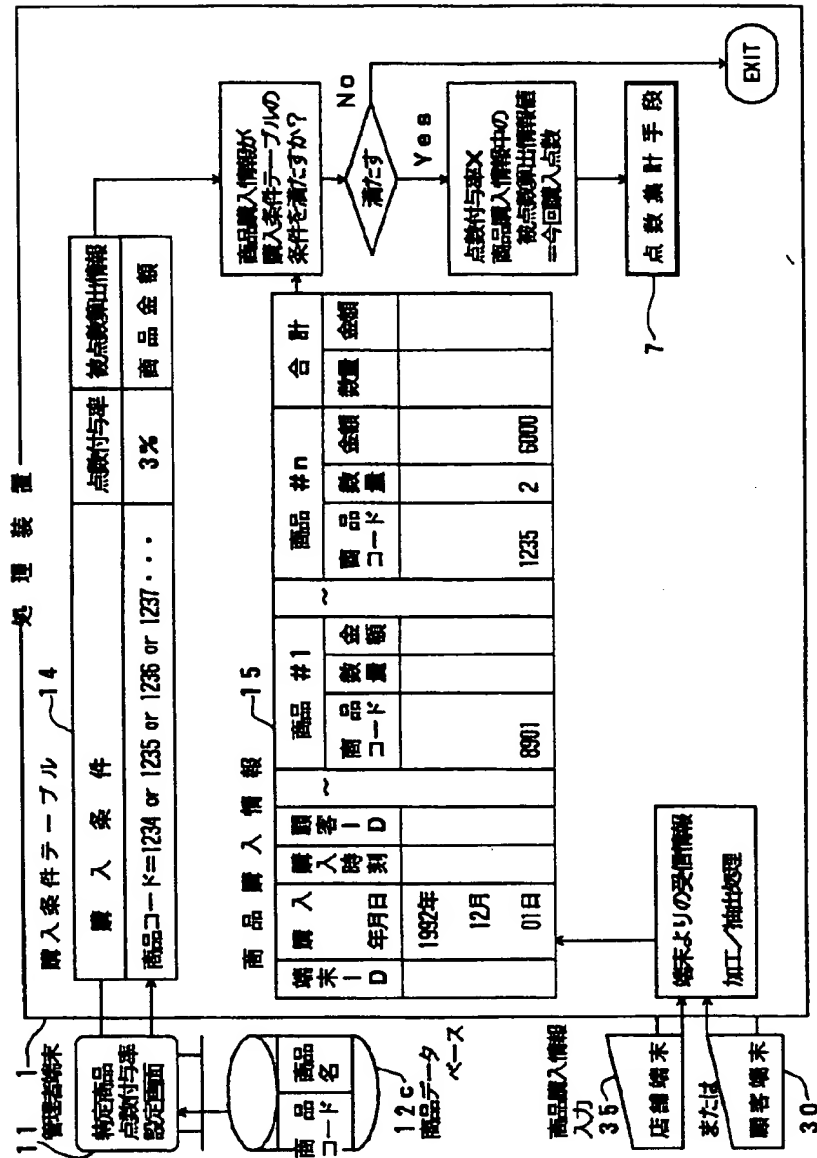 処理装置
1
11
管理者端末
特定商品
点数付与率
設定画面
商品コード
商品名
12c
商品データベース
購入条件テーブル
14
購入条件
点数付与率
被点数算出情報
商品コード=1234 or 1235 or 1236 or 1237・・・
3%
商品金額
商品購入情報
15
端末ID
購入年月日
購入時刻
顧客ID
~
商品 #1
~
商品 #n
合計
商品コード
数量
金額
商品コード
数量
金額
数量
金額
1992年
12月
01日
8901
1235
2
6000
商品購入情報が
購入条件テーブルの
条件を満たすか?
満たす
No
Yes
点数付与率×
商品購入情報中の
被点数算出情報値
=今回購入点数
点数集計手段
7
EXIT
商品購入情報
入力
35
店舗端末
または
顧客端末
30
端末よりの受信情報
加工/抽出処理